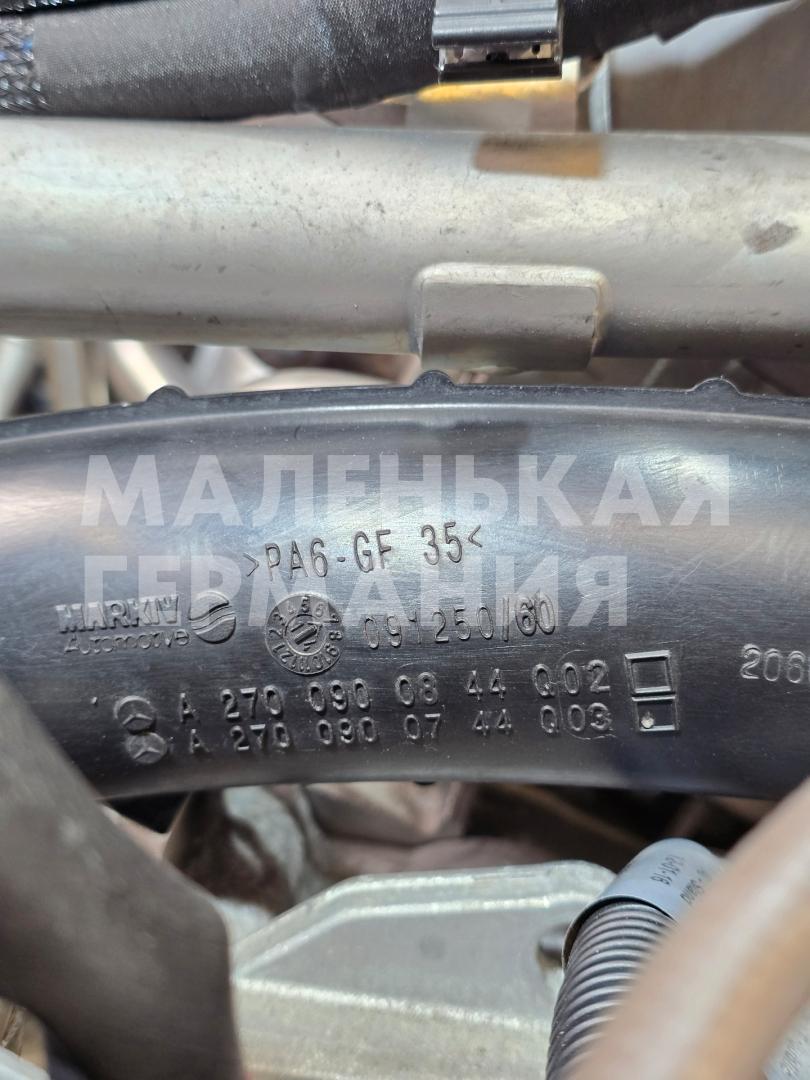 МАЛЕНЬКАЯ
ГЕРМАНИЯ
>PA6-GF 35<
MARKIV
Automotive
091250/60
A 270 090 08 44 Q02
A 270 090 07 44 Q03